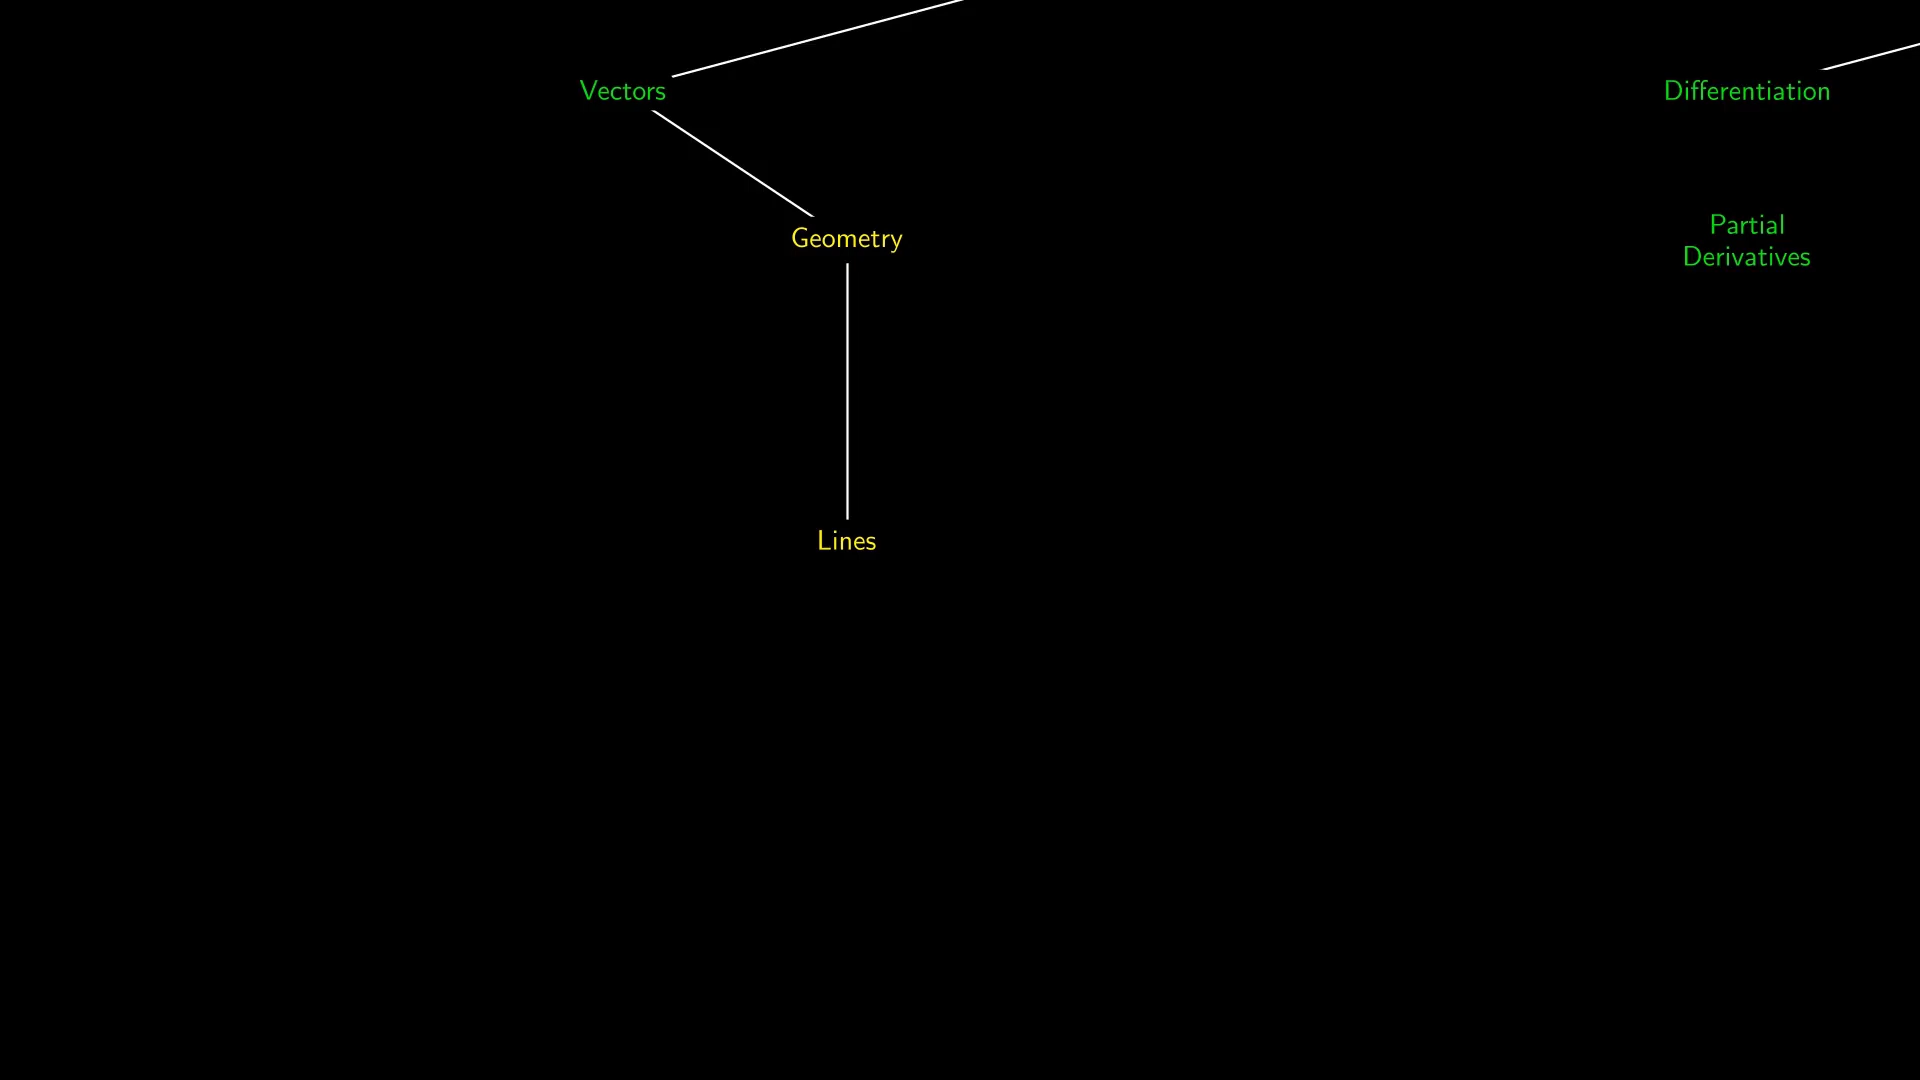 Vectors
Differentiation
Geometry
Partial
Derivatives
Lines